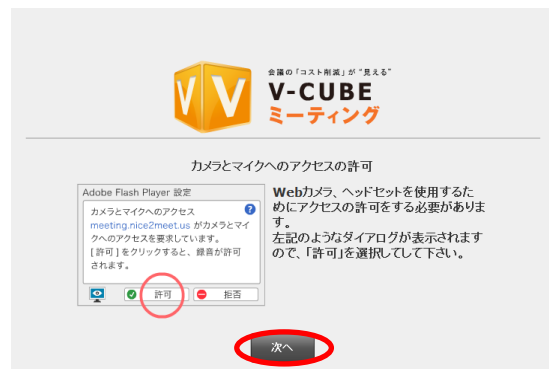 会議の「コスト削減」が“見える”
V-CUBE
ミーティング
カメラとマイクへのアクセスの許可
Adobe Flash Player 設定
カメラとマイクへのアクセス
meeting.nice2meet.us がカメラとマイ
クへのアクセスを要求しています。
[ 許可 ] をクリックすると、録音が許可
されます。
許可
拒否
Webカメラ、ヘッドセットを使用するた
めにアクセスの許可をする必要がありま
す。
左記のようなダイアログが表示されます
ので、「許可」を選択してして下さい。
次へ